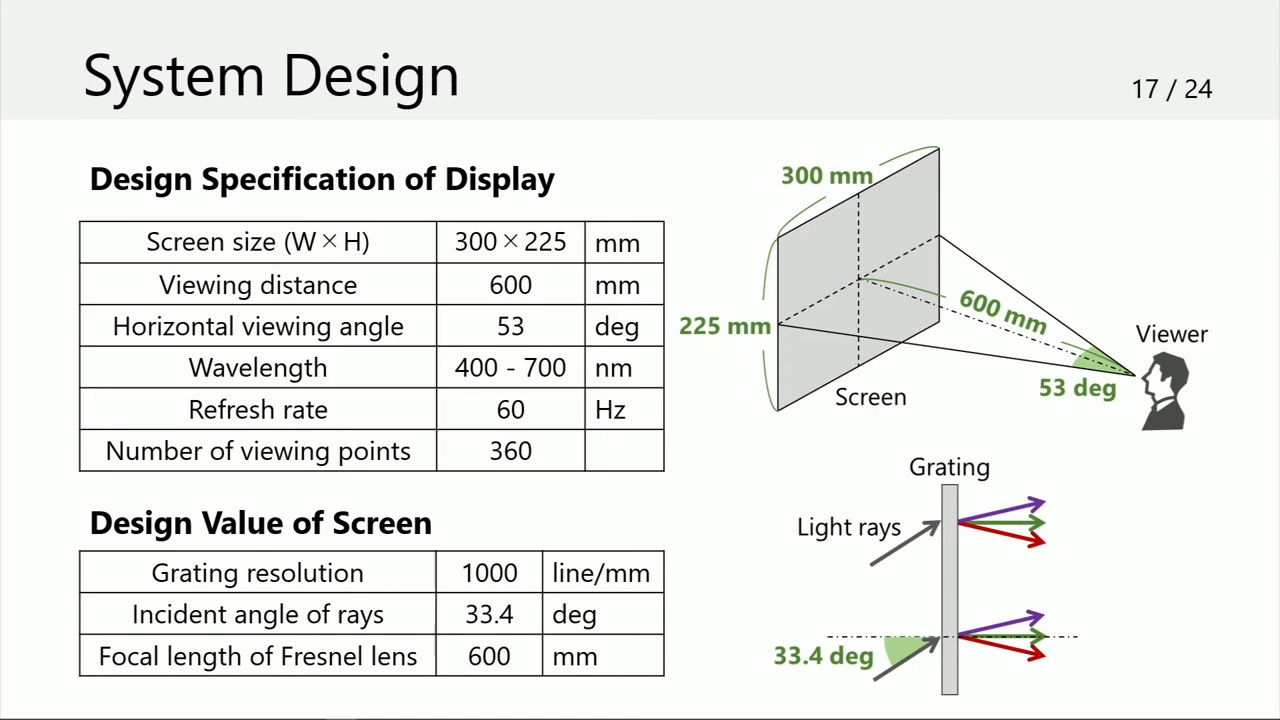 System Design
17 / 24
Design Specification of Display
Screen size (W×H) 300×225 mm
Viewing distance 600 mm
Horizontal viewing angle 53 deg
Wavelength 400 - 700 nm
Refresh rate 60 Hz
Number of viewing points 360
Design Value of Screen
Grating resolution 1000 line/mm
Incident angle of rays 33.4 deg
Focal length of Fresnel lens 600 mm
300 mm
225 mm
600 mm
53 deg
Viewer
Screen
Grating
Light rays
33.4 deg